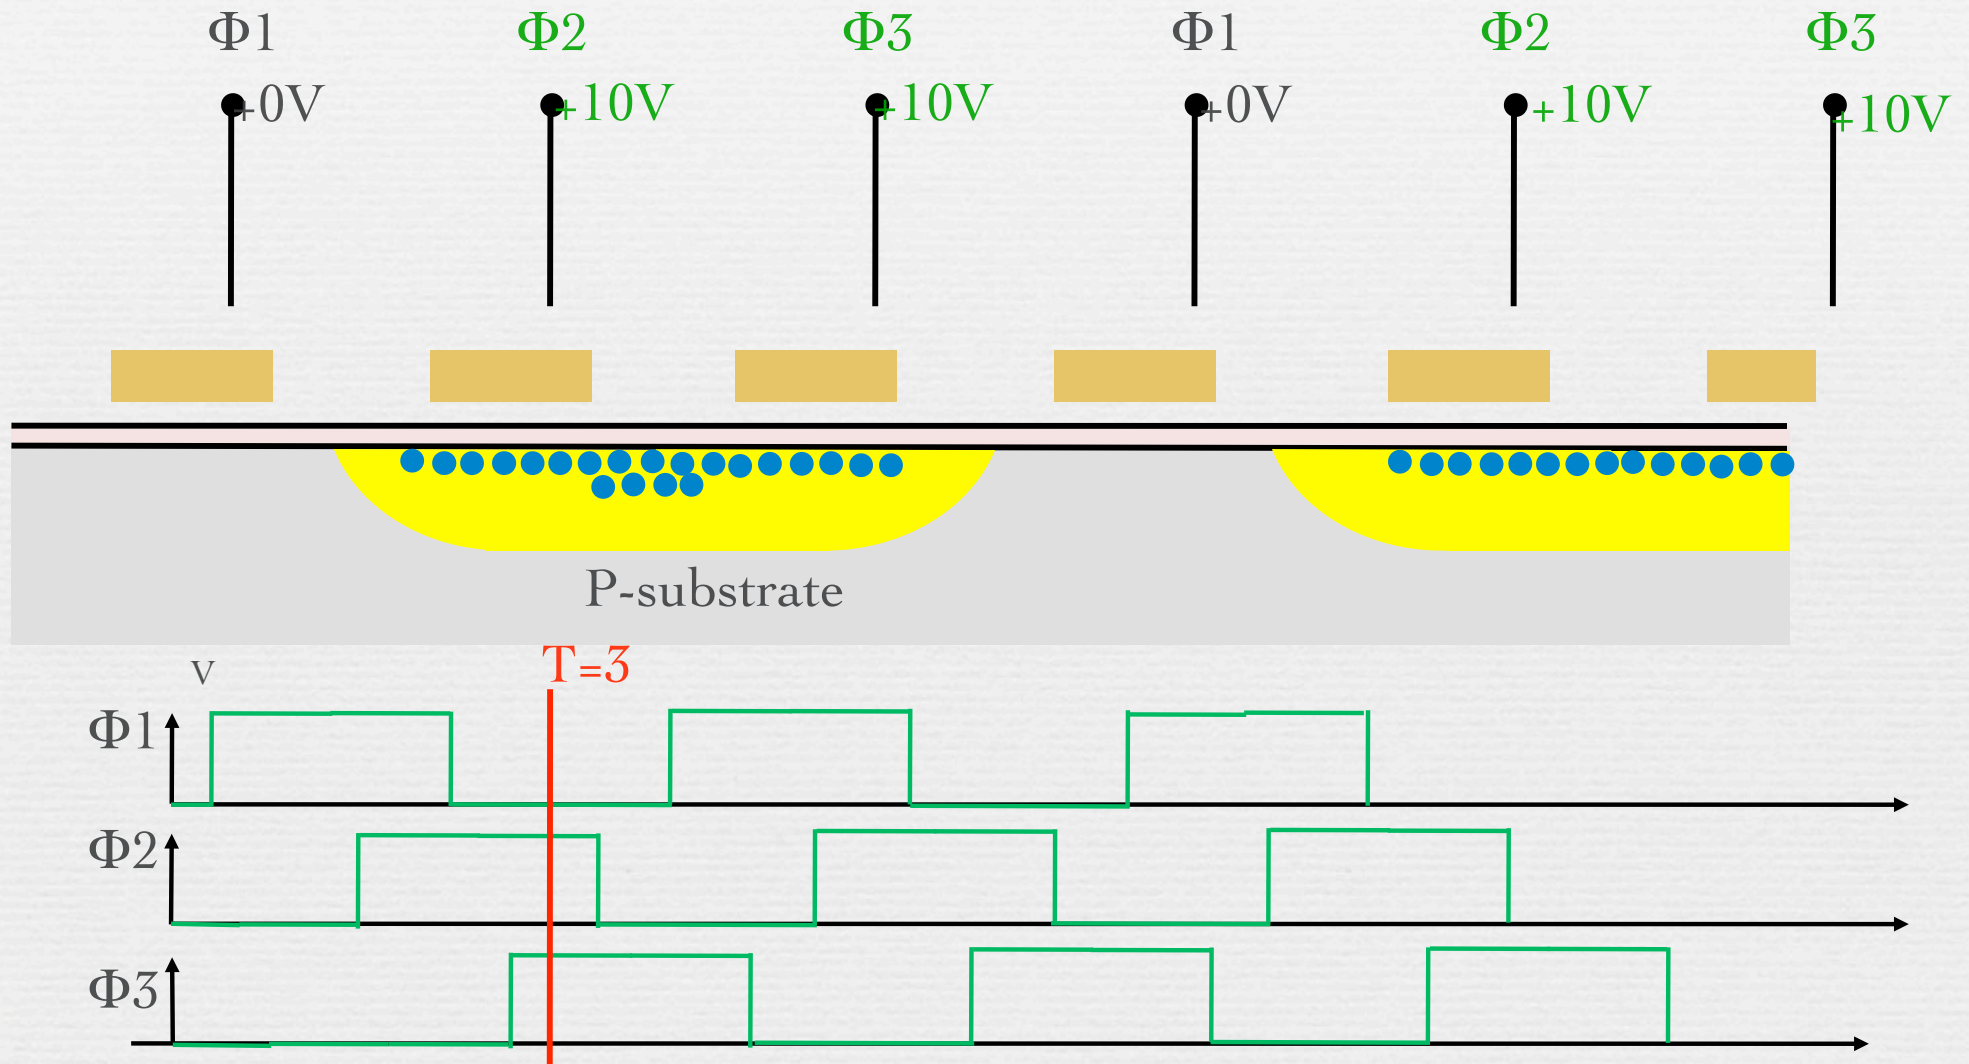 Φ1 Φ2 Φ3 Φ1 Φ2 Φ3
+0V +10V +10V +0V +10V +10V
P-substrate
T=3
V
Φ1
Φ2
Φ3